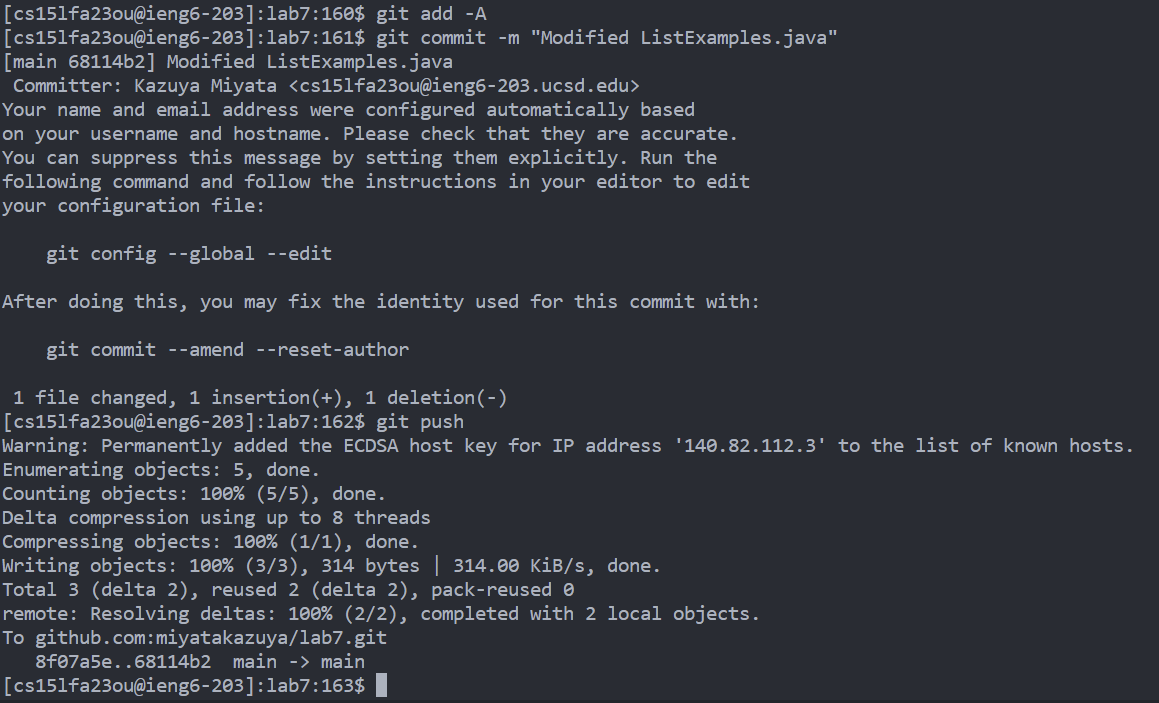 [cs15lfa23ou@ieng6-203]:lab7:160$ git add -A
[cs15lfa23ou@ieng6-203]:lab7:161$ git commit -m "Modified ListExamples.java"
[main 68114b2] Modified ListExamples.java
 Committer: Kazuya Miyata <cs15lfa23ou@ieng6-203.ucsd.edu>
Your name and email address were configured automatically based
on your username and hostname. Please check that they are accurate.
You can suppress this message by setting them explicitly. Run the
following command and follow the instructions in your editor to edit
your configuration file:

    git config --global --edit

After doing this, you may fix the identity used for this commit with:

    git commit --amend --reset-author

 1 file changed, 1 insertion(+), 1 deletion(-)
[cs15lfa23ou@ieng6-203]:lab7:162$ git push
Warning: Permanently added the ECDSA host key for IP address '140.82.112.3' to the list of known hosts.
Enumerating objects: 5, done.
Counting objects: 100% (5/5), done.
Delta compression using up to 8 threads
Compressing objects: 100% (1/1), done.
Writing objects: 100% (3/3), 314 bytes | 314.00 KiB/s, done.
Total 3 (delta 2), reused 2 (delta 2), pack-reused 0
remote: Resolving deltas: 100% (2/2), completed with 2 local objects.
To github.com:miyatakazuya/lab7.git
   8f07a5e..68114b2  main -> main
[cs15lfa23ou@ieng6-203]:lab7:163$